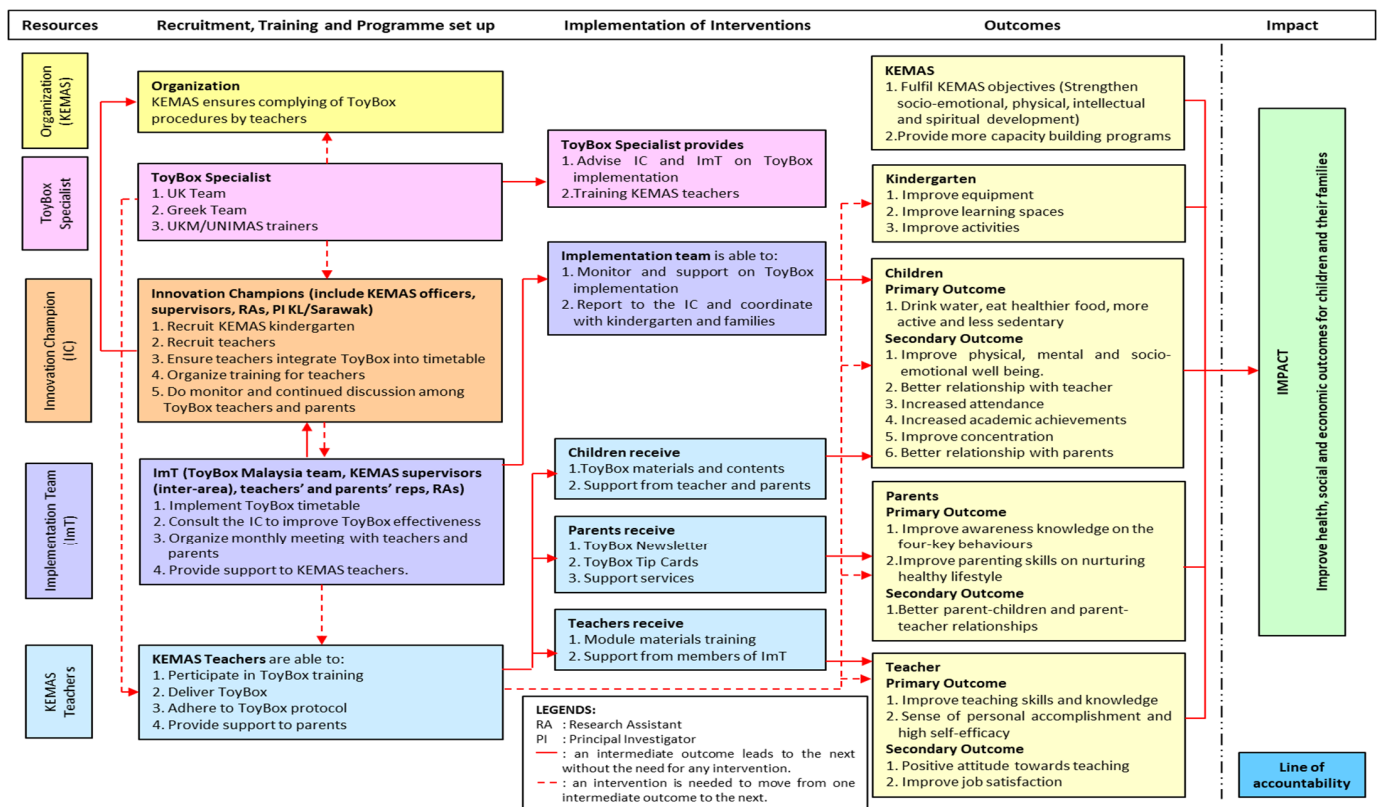 Resources
Recruitment, Training and Programme set up
Implementation of Interventions
Outcomes
Impact
Organization
(KEMAS)
ToyBox
Specialist
Innovation Champion
(IC)
Implementation Team
(ImT)
KEMAS
Teachers
Organization
KEMAS ensures complying of ToyBox
procedures by teachers
ToyBox Specialist
1. UK Team
2. Greek Team
3. UKM/UNIMAS trainers
Innovation Champions (include KEMAS officers,
supervisors, RAs, PI KL/Sarawak)
1. Recruit KEMAS kindergarten
2. Recruit teachers
3. Ensure teachers integrate ToyBox into timetable
4. Organize training for teachers
5. Do monitor and continued discussion among
ToyBox teachers and parents
ImT (ToyBox Malaysia team, KEMAS supervisors
(inter-area), teachers’ and parents’ reps, RAs)
1. Implement ToyBox timetable
2. Consult the IC to improve ToyBox effectiveness
3. Organize monthly meeting with teachers and
parents
4. Provide support to KEMAS teachers.
KEMAS Teachers are able to:
1. Perticipate in ToyBox training
2. Deliver ToyBox
3. Adhere to ToyBox protocol
4. Provide support to parents
ToyBox Specialist provides
1. Advise IC and ImT on ToyBox
implementation
2.Training KEMAS teachers
Implementation team is able to:
1. Monitor and support on ToyBox
implementation
2. Report to the IC and coordinate
with kindergarten and families
Children receive
1.ToyBox materials and contents
2. Support from teacher and parents
Parents receive
1. ToyBox Newsletter
2. ToyBox Tip Cards
3. Support services
Teachers receive
1. Module materials training
2. Support from members of ImT
LEGENDS:
RA : Research Assistant
PI : Principal Investigator
: an intermediate outcome leads to the next
without the need for any intervention.
: an intervention is needed to move from one
intermediate outcome to the next.
KEMAS
1. Fulfil KEMAS objectives (Strengthen
socio-emotional, physical, intellectual
and spiritual development)
2.Provide more capacity building programs
Kindergarten
1. Improve equipment
2. Improve learning spaces
3. Improve activities
Children
Primary Outcome
1. Drink water, eat healthier food, more
active and less sedentary
Secondary Outcome
1. Improve physical, mental and socio-
emotional well being.
2. Better relationship with teacher
3. Increased attendance
4. Increased academic achievements
5. Improve concentration
6. Better relationship with parents
Parents
Primary Outcome
1. Improve awareness knowledge on the
four-key behaviours
2.Improve parenting skills on nurturing
healthy lifestyle
Secondary Outcome
1.Better parent-children and parent-
teacher relationships
Teacher
Primary Outcome
1. Improve teaching skills and knowledge
2. Sense of personal accomplishment and
high self-efficacy
Secondary Outcome
1. Positive attitude towards teaching
2. Improve job satisfaction
IMPACT
Improve health, social and economic outcomes for children and their families
Line of
accountability